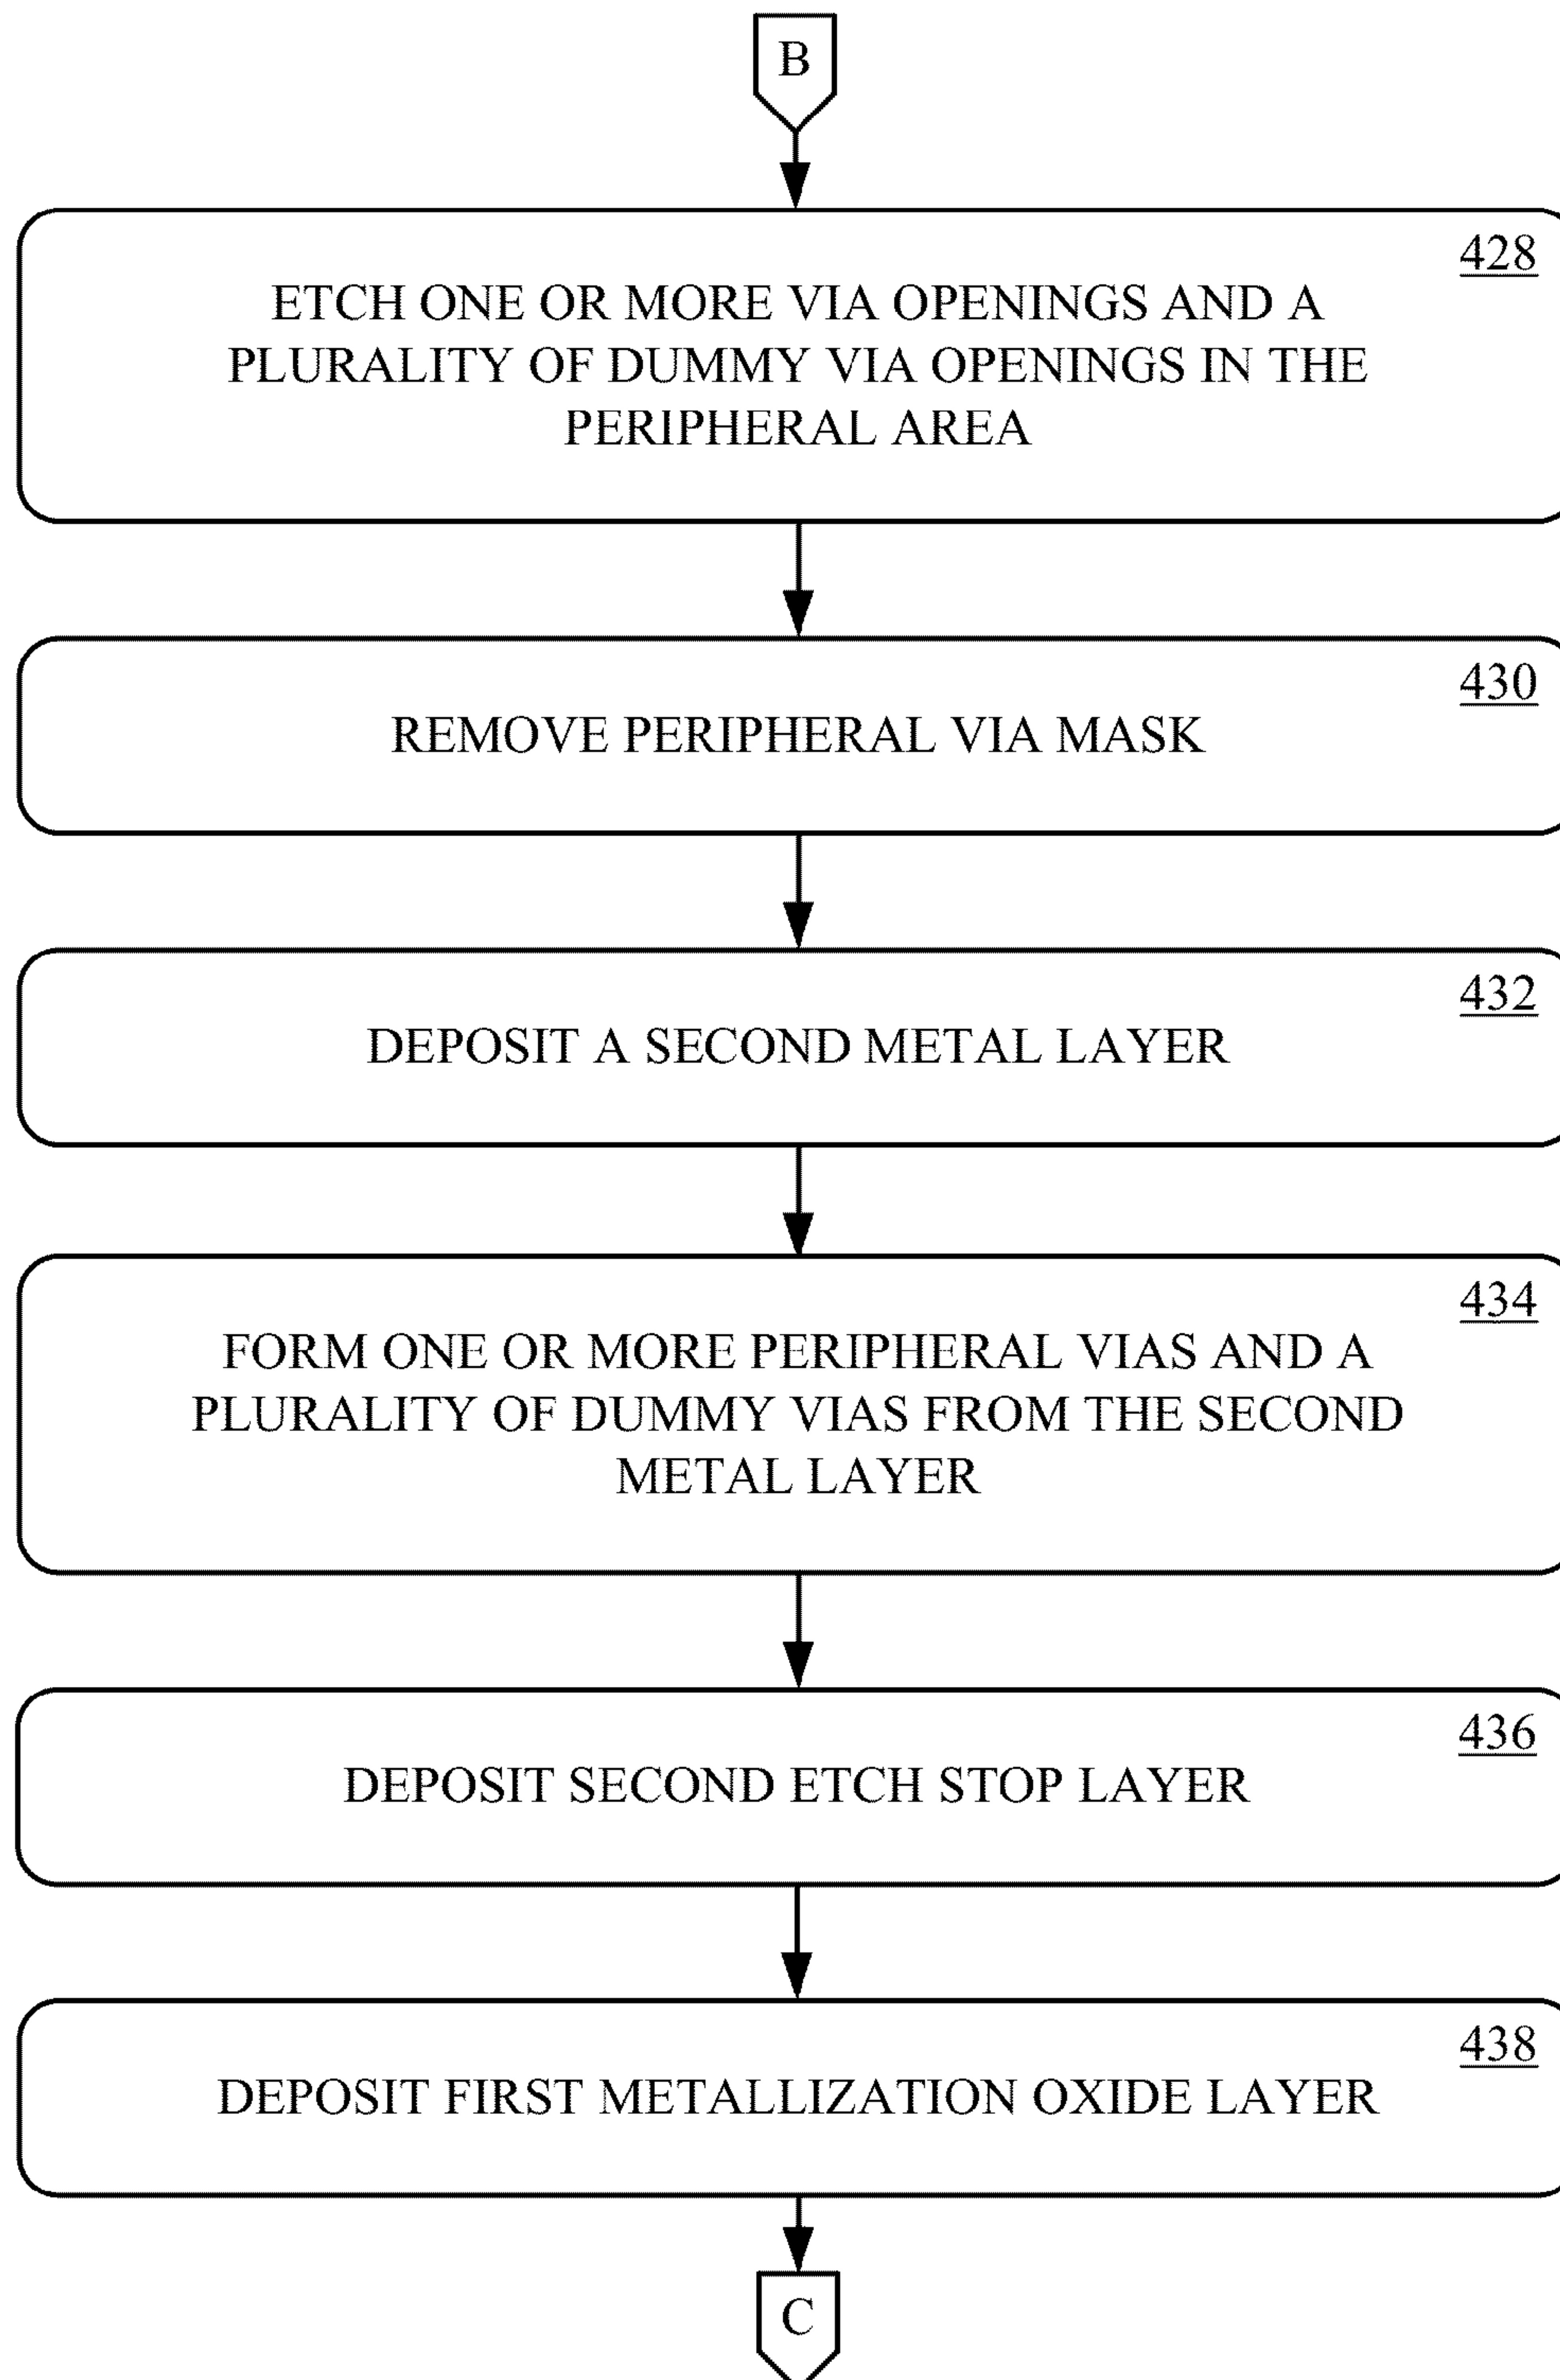 B
428
ETCH ONE OR MORE VIA OPENINGS AND A
PLURALITY OF DUMMY VIA OPENINGS IN THE
PERIPHERAL AREA
430
REMOVE PERIPHERAL VIA MASK
432
DEPOSIT A SECOND METAL LAYER
434
FORM ONE OR MORE PERIPHERAL VIAS AND A
PLURALITY OF DUMMY VIAS FROM THE SECOND
METAL LAYER
436
DEPOSIT SECOND ETCH STOP LAYER
438
DEPOSIT FIRST METALLIZATION OXIDE LAYER
C